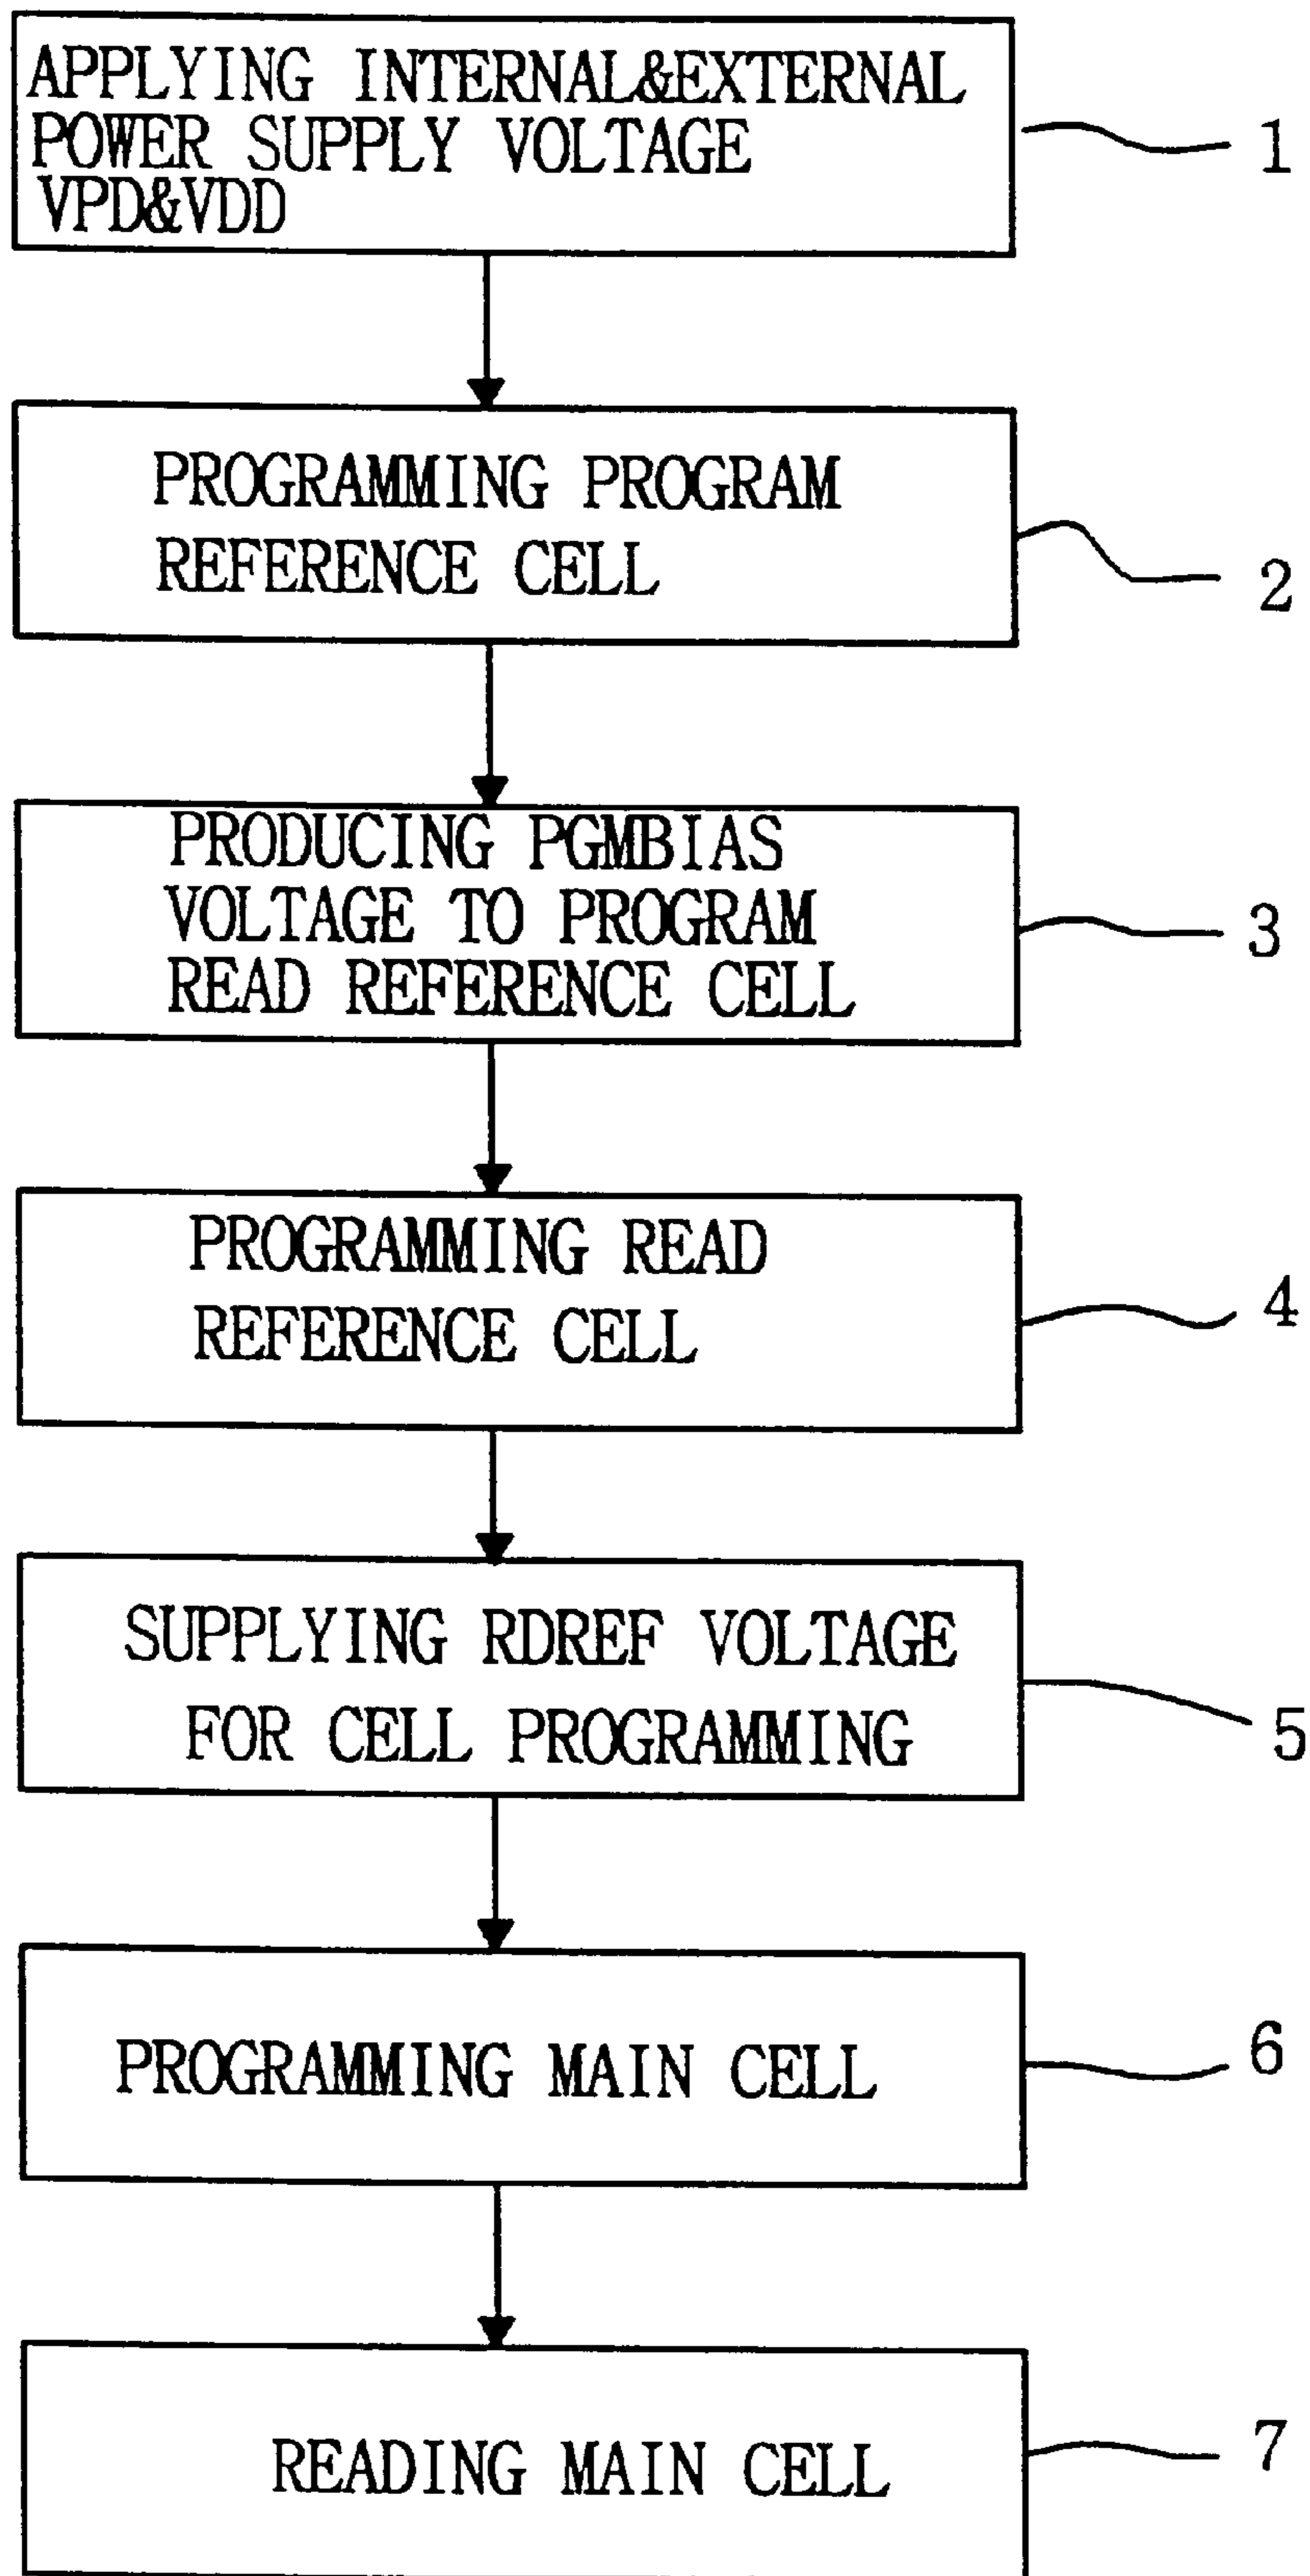 APPLYING INTERNAL&EXTERNAL
POWER SUPPLY VOLTAGE
VPD&VDD
1
PROGRAMMING PROGRAM
REFERENCE CELL
2
PRODUCING PGMBIAS
VOLTAGE TO PROGRAM
READ REFERENCE CELL
3
PROGRAMMING READ
REFERENCE CELL
4
SUPPLYING RDREF VOLTAGE
FOR CELL PROGRAMMING
5
PROGRAMMING MAIN CELL
6
READING MAIN CELL
7